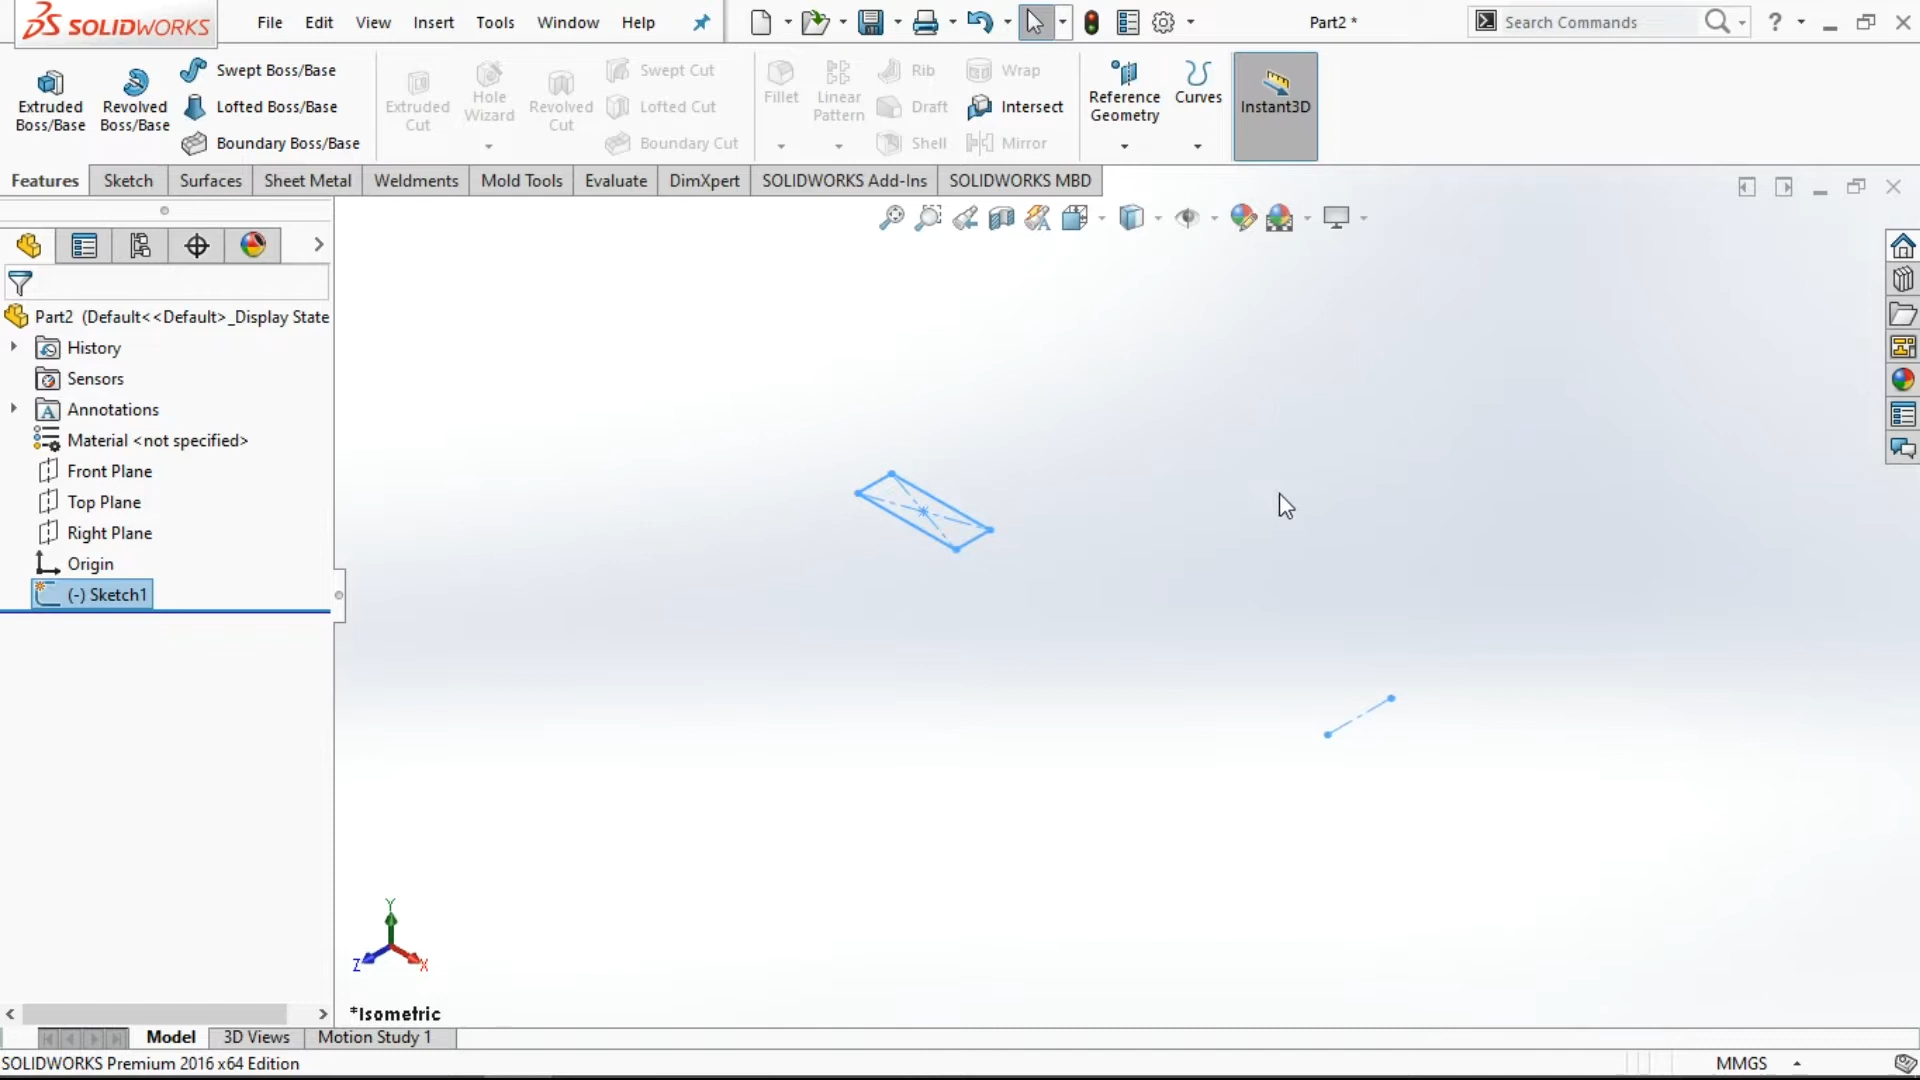 SOLIDWORKS File Edit View Insert Tools Window Help Part2 * Search Commands ?
Extruded Boss/Base
Revolved Boss/Base
Swept Boss/Base
Lofted Boss/Base
Boundary Boss/Base
Extruded Cut
Hole Wizard
Revolved Cut
Swept Cut
Lofted Cut
Boundary Cut
Fillet
Linear Pattern
Rib
Draft
Shell
Wrap
Intersect
Mirror
Reference Geometry
Curves
Instant3D
Features Sketch Surfaces Sheet Metal Weldments Mold Tools Evaluate DimXpert SOLIDWORKS Add-Ins SOLIDWORKS MBD
Part2 (Default<<Default>_Display State
History
Sensors
A Annotations
Material <not specified>
Front Plane
Top Plane
Right Plane
Origin
(-) Sketch1
Y
Z X
*Isometric
Model 3D Views Motion Study 1
SOLIDWORKS Premium 2016 x64 Edition MMGS